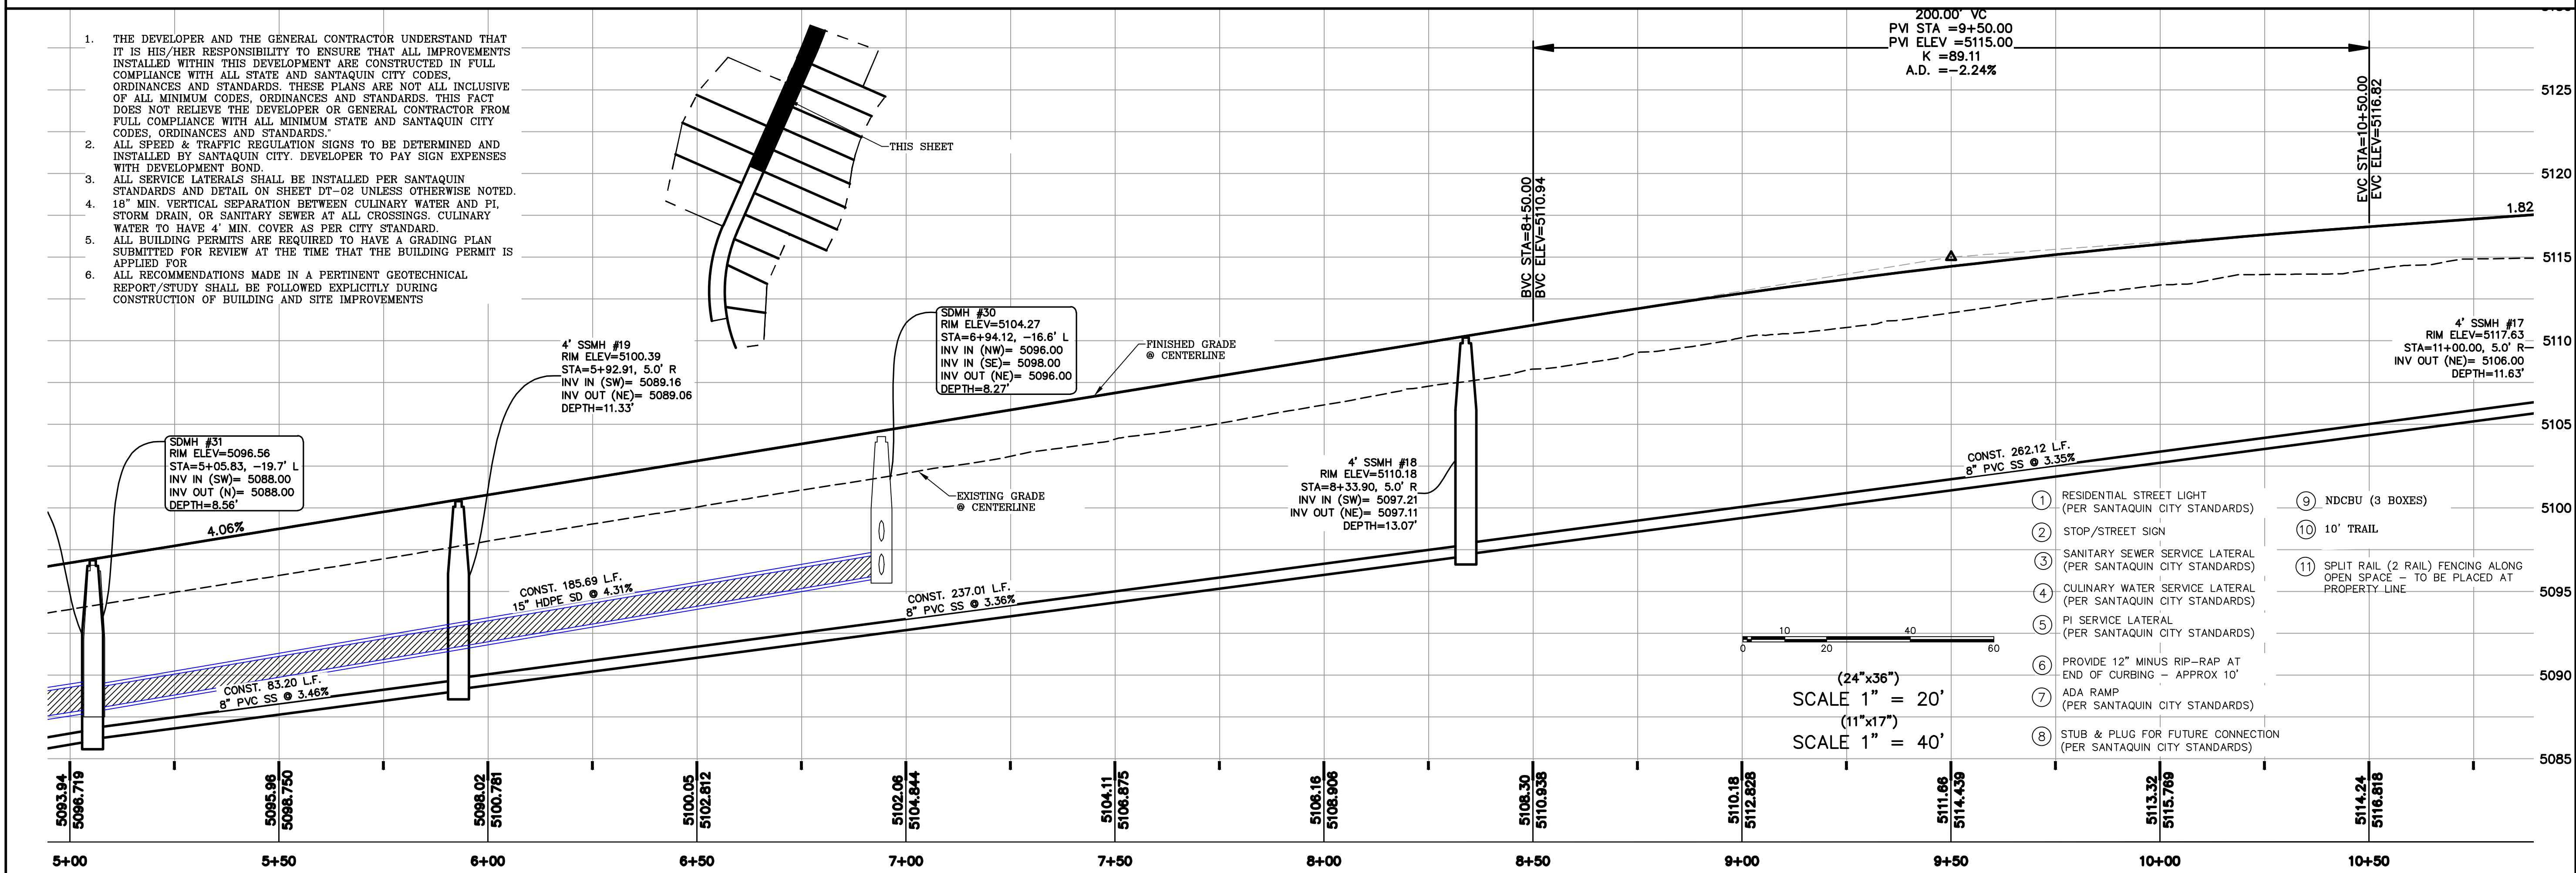 1. THE DEVELOPER AND THE GENERAL CONTRACTOR UNDERSTAND THAT
IT IS HIS/HER RESPONSIBILITY TO ENSURE THAT ALL IMPROVEMENTS
INSTALLED WITHIN THIS DEVELOPMENT ARE CONSTRUCTED IN FULL
COMPLIANCE WITH ALL STATE AND SANTAQUIN CITY CODES,
ORDINANCES AND STANDARDS. THESE PLANS ARE NOT ALL INCLUSIVE
OF ALL MINIMUM CODES, ORDINANCES AND STANDARDS. THIS FACT
DOES NOT RELIEVE THE DEVELOPER OR GENERAL CONTRACTOR FROM
FULL COMPLIANCE WITH ALL MINIMUM STATE AND SANTAQUIN CITY
CODES, ORDINANCES AND STANDARDS."
2. ALL SPEED & TRAFFIC REGULATION SIGNS TO BE DETERMINED AND
INSTALLED BY SANTAQUIN CITY. DEVELOPER TO PAY SIGN EXPENSES
WITH DEVELOPMENT BOND.
3. ALL SERVICE LATERALS SHALL BE INSTALLED PER SANTAQUIN
STANDARDS AND DETAIL ON SHEET DT-02 UNLESS OTHERWISE NOTED.
4. 18" MIN. VERTICAL SEPARATION BETWEEN CULINARY WATER AND PI,
STORM DRAIN, OR SANITARY SEWER AT ALL CROSSINGS. CULINARY
WATER TO HAVE 4' MIN. COVER AS PER CITY STANDARD.
5. ALL BUILDING PERMITS ARE REQUIRED TO HAVE A GRADING PLAN
SUBMITTED FOR REVIEW AT THE TIME THAT THE BUILDING PERMIT IS
APPLIED FOR
6. ALL RECOMMENDATIONS MADE IN A PERTINENT GEOTECHNICAL
REPORT/STUDY SHALL BE FOLLOWED EXPLICITLY DURING
CONSTRUCTION OF BUILDING AND SITE IMPROVEMENTS
THIS SHEET
200.00' VC
PVI STA =9+50.00
PVI ELEV =5115.00
K =89.11
A.D. =-2.24%
BVC STA=8+50.00
BVC ELEV=5110.94
EVC STA=10+50.00
EVC ELEV=5116.82
1.82
5125
5120
5115
5110
5105
5100
5095
5090
5085
SDMH #31
RIM ELEV=5096.56
STA=5+05.83, -19.7' L
INV IN (SW)= 5088.00
INV OUT (N)= 5088.00
DEPTH=8.56'
4.06%
4' SSMH #19
RIM ELEV=5100.39
STA=5+92.91, 5.0' R
INV IN (SW)= 5089.16
INV OUT (NE)= 5089.06
DEPTH=11.33'
SDMH #30
RIM ELEV=5104.27
STA=6+94.12, -16.6' L
INV IN (NW)= 5096.00
INV IN (SE)= 5098.00
INV OUT (NE)= 5096.00
DEPTH=8.27'
FINISHED GRADE
@ CENTERLINE
EXISTING GRADE
@ CENTERLINE
4' SSMH #18
RIM ELEV=5110.18
STA=8+33.90, 5.0' R
INV IN (SW)= 5097.21
INV OUT (NE)= 5097.11
DEPTH=13.07'
4' SSMH #17
RIM ELEV=5117.63
STA=11+00.00, 5.0' R
INV OUT (NE)= 5106.00
DEPTH=11.63'
CONST. 83.20 L.F.
8" PVC SS @ 3.46%
CONST. 185.69 L.F.
15" HDPE SD @ 4.31%
CONST. 237.01 L.F.
8" PVC SS @ 3.36%
CONST. 262.12 L.F.
8" PVC SS @ 3.35%
10 40
0 20 60
(24"x36")
SCALE 1" = 20'
(11"x17")
SCALE 1" = 40'
1 RESIDENTIAL STREET LIGHT
(PER SANTAQUIN CITY STANDARDS)
2 STOP/STREET SIGN
3 SANITARY SEWER SERVICE LATERAL
(PER SANTAQUIN CITY STANDARDS)
4 CULINARY WATER SERVICE LATERAL
(PER SANTAQUIN CITY STANDARDS)
5 PI SERVICE LATERAL
(PER SANTAQUIN CITY STANDARDS)
6 PROVIDE 12" MINUS RIP-RAP AT
END OF CURBING - APPROX 10'
7 ADA RAMP
(PER SANTAQUIN CITY STANDARDS)
8 STUB & PLUG FOR FUTURE CONNECTION
(PER SANTAQUIN CITY STANDARDS)
9 NDCBU (3 BOXES)
10 10' TRAIL
11 SPLIT RAIL (2 RAIL) FENCING ALONG
OPEN SPACE - TO BE PLACED AT
PROPERTY LINE
5093.94
5096.719
5095.96
5098.750
5098.02
5100.781
5100.05
5102.812
5102.06
5104.844
5104.11
5106.875
5106.16
5108.906
5108.30
5110.938
5110.18
5112.828
5111.66
5114.439
5113.32
5115.769
5114.24
5116.818
5+00 5+50 6+00 6+50 7+00 7+50 8+00 8+50 9+00 9+50 10+00 10+50